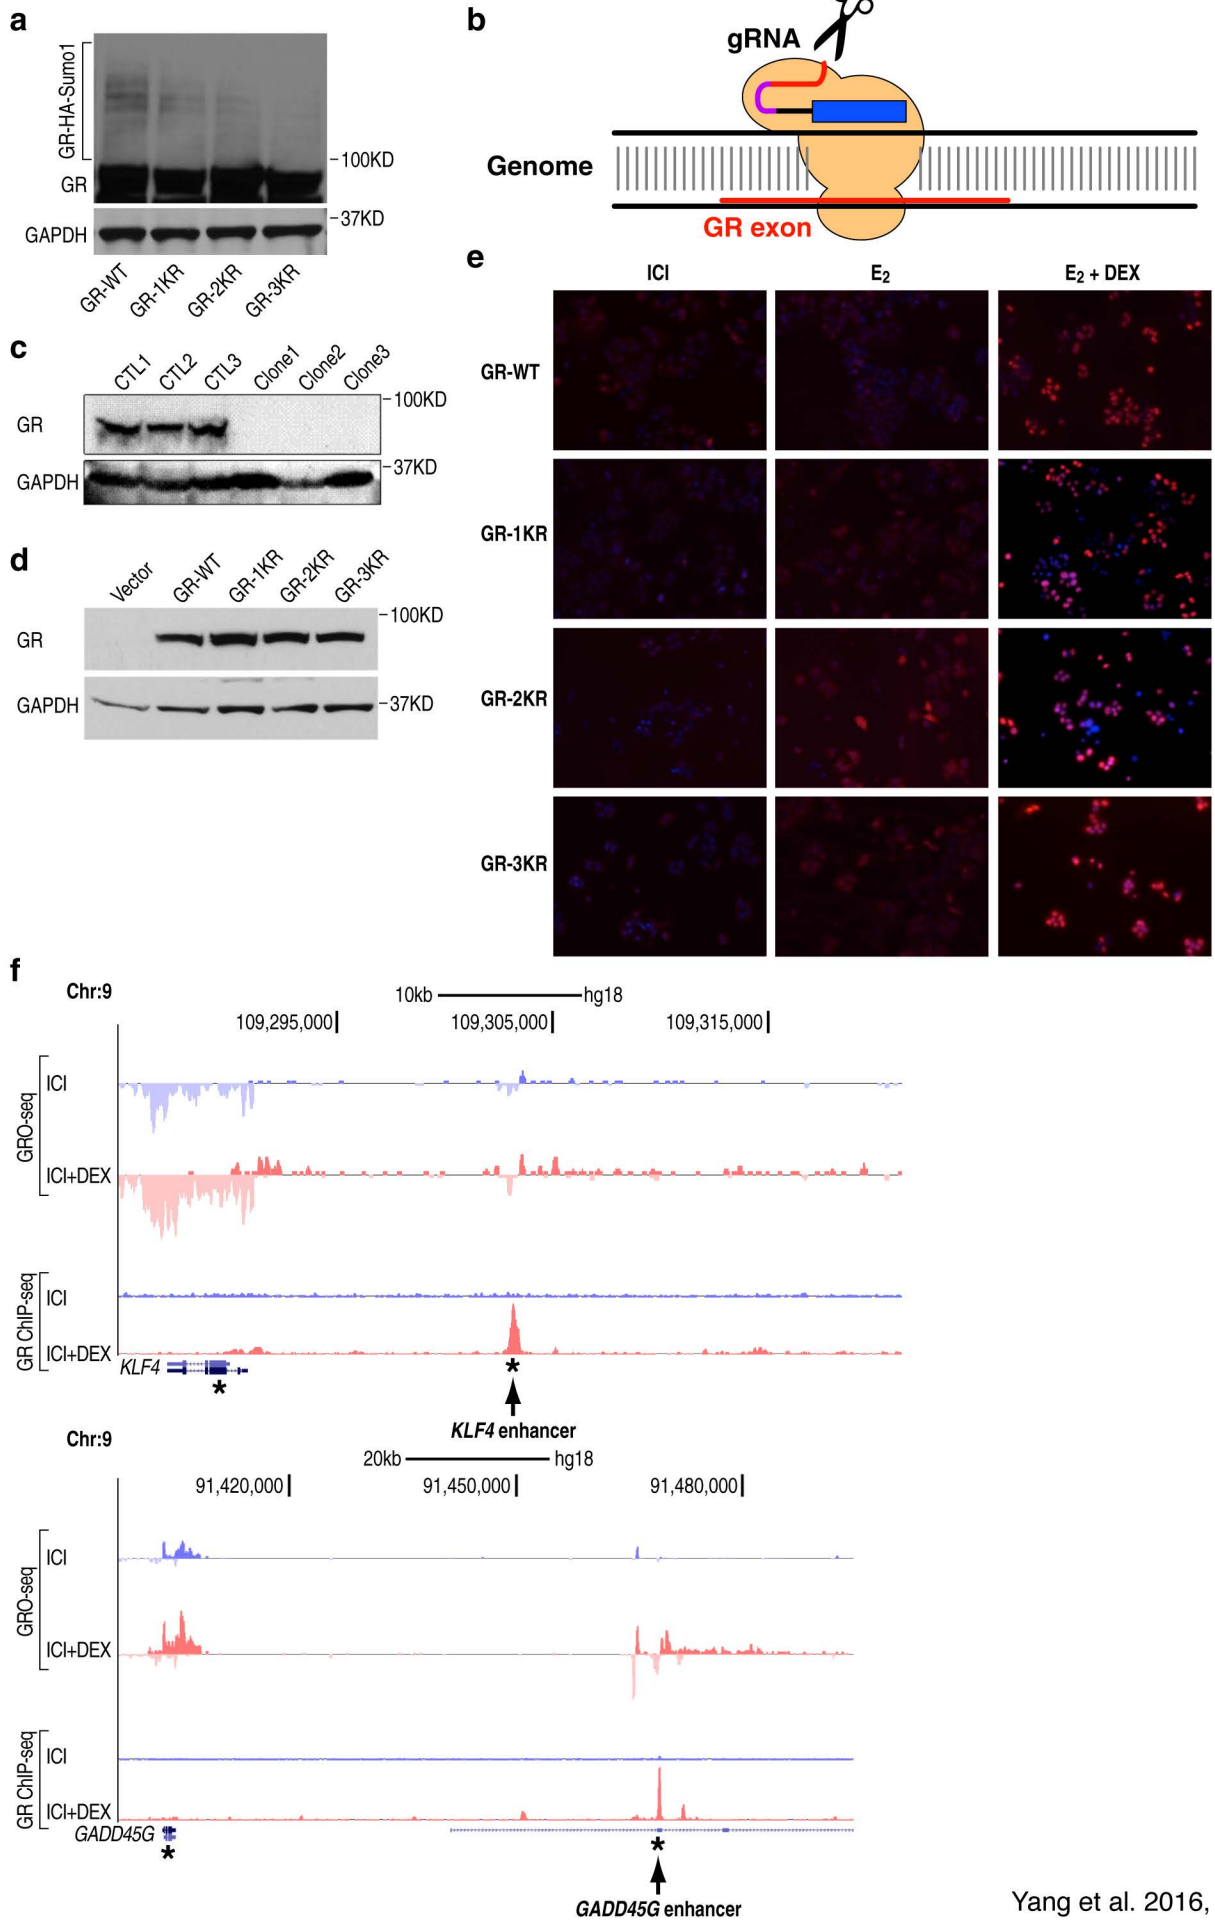 a
GR-HA-Sumo1
GR
100KD
GAPDH
37KD
GR-WT
GR-1KR
GR-2KR
GR-3KR
b
gRNA
Genome
GR exon
c
CTL1
CTL2
CTL3
Clone1
Clone2
Clone3
100KD
GR
37KD
GAPDH
d
Vector
GR-WT
GR-1KR
GR-2KR
GR-3KR
100KD
GR
GAPDH
37KD
e
ICI
E2
E2 + DEX
GR-WT
GR-1KR
GR-2KR
GR-3KR
f
Chr:9
10kb
hg18
109,295,000
109,305,000
109,315,000
GRO-seq
ICI
ICI+DEX
GR ChIP-seq
ICI
ICI+DEX
KLF4
*
*
KLF4 enhancer
Chr:9
20kb
hg18
91,420,000
91,450,000
91,480,000
GRO-seq
ICI
ICI+DEX
GR ChIP-seq
ICI
ICI+DEX
GADD45G
*
*
GADD45G enhancer
Yang et al. 2016,